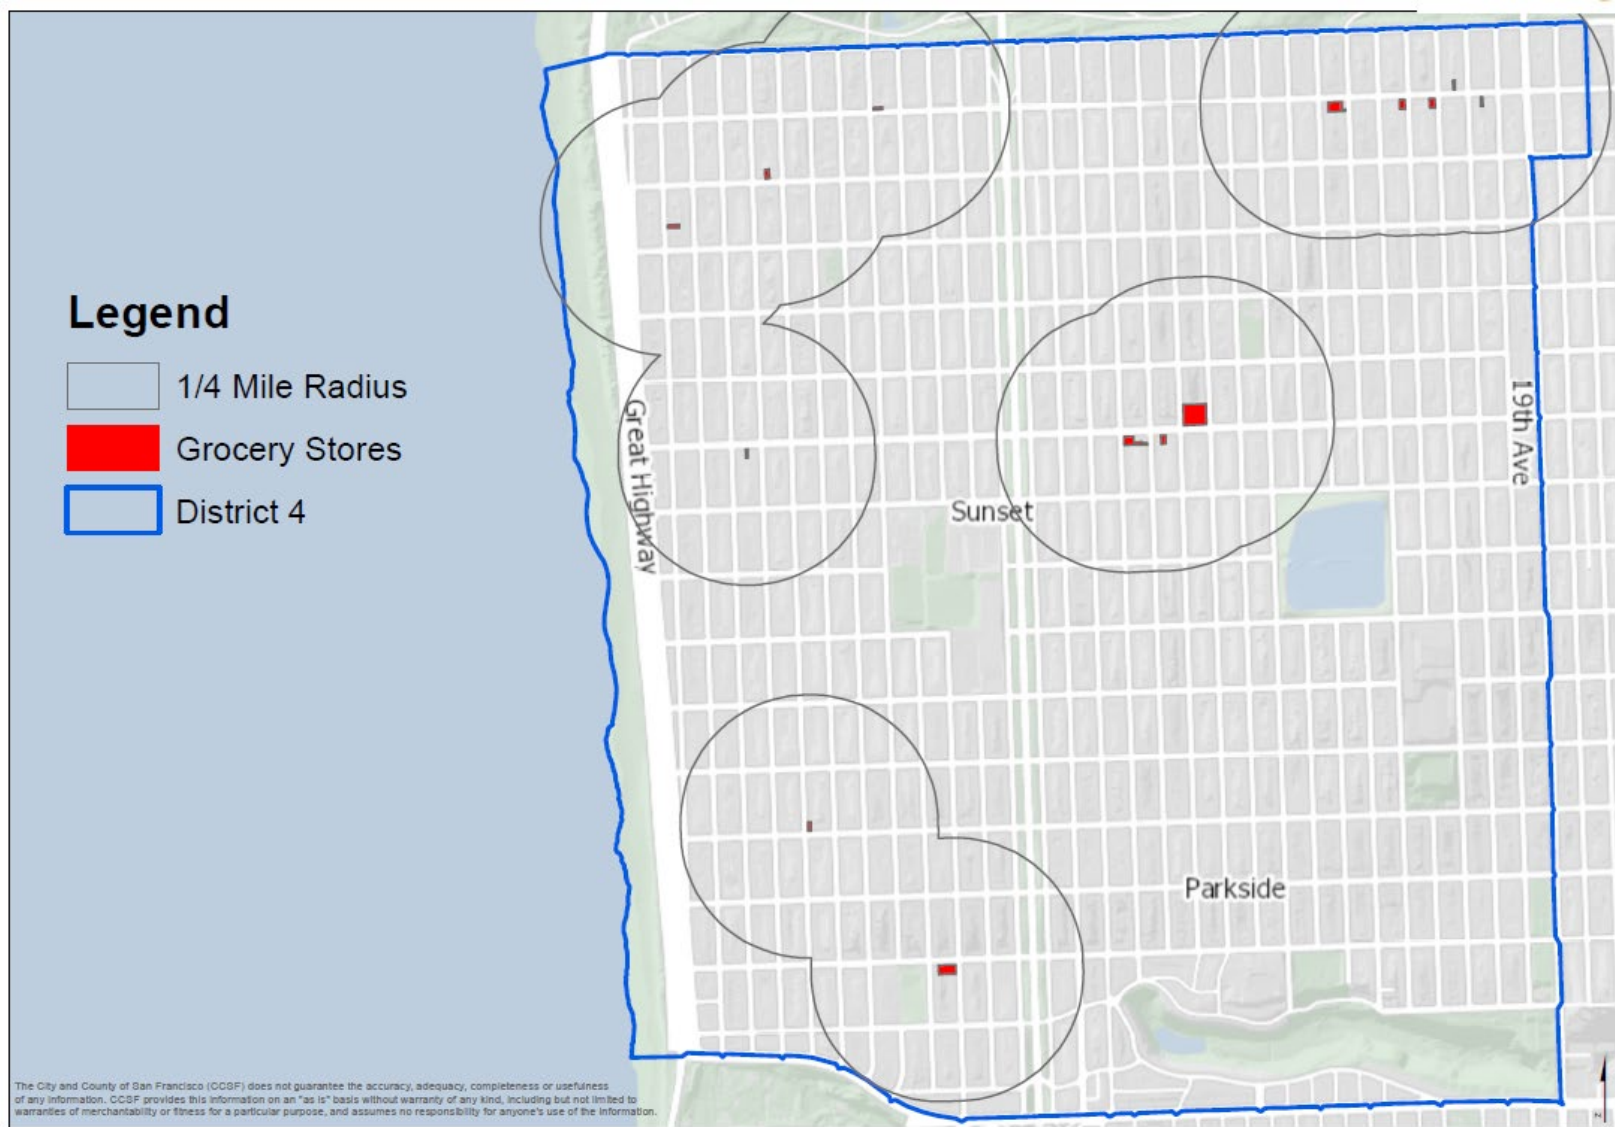 Legend
1/4 Mile Radius
Grocery Stores
District 4
Great Highway
19th Ave
Sunset
Parkside
The City and County of San Francisco (CCSF) does not guarantee the accuracy, adequacy, completeness or usefulness
of any information. CCSF provides this information on an "as is" basis without warranty of any kind, including but not limited to
warranties of merchantability or fitness for a particular purpose, and assumes no responsibility for anyone's use of the information.
z